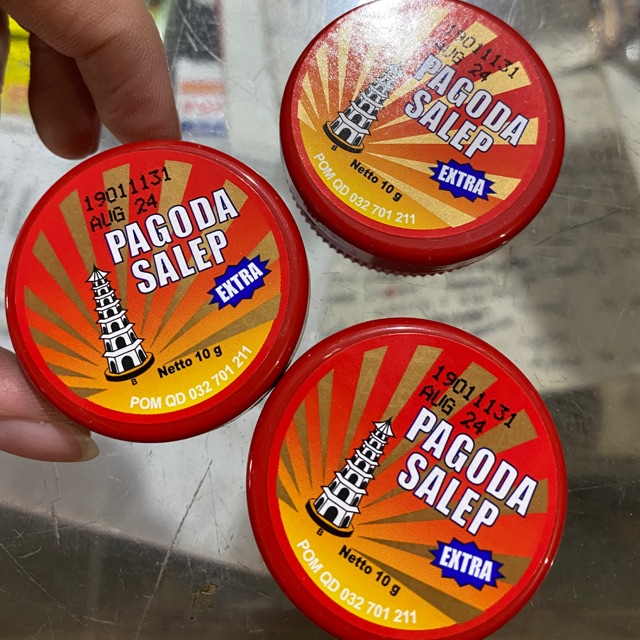 19011131
AUG 24
PAGODA
SALEP
EXTRA
B
Netto 10 g
POM QD 032 701 211
19011131
AUG 24
PAGODA
SALEP
EXTRA
B
Netto 10 g
POM QD 032 701 211
19011131
AUG 24
PAGODA
SALEP
EXTRA
B
Netto 10 g
POM QD 032 701 211